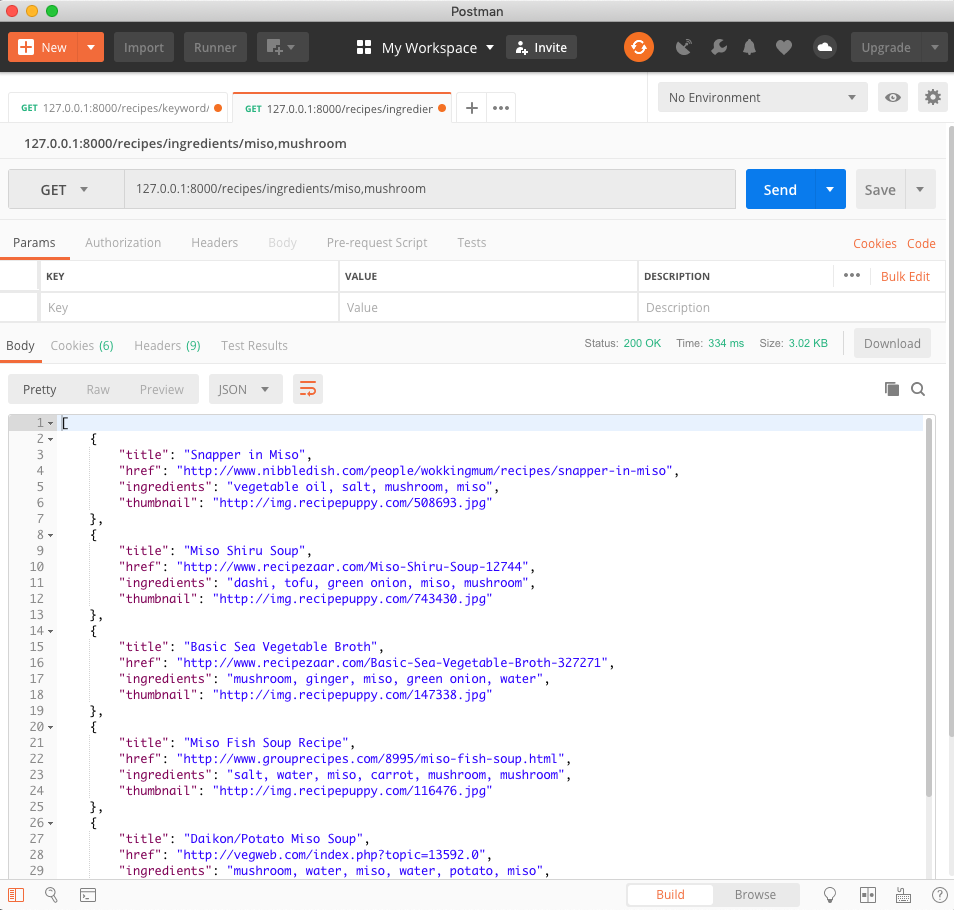 Postman
New Import Runner My Workspace Invite Upgrade
GET 127.0.0.1:8000/recipes/keyword/ GET 127.0.0.1:8000/recipes/ingredier No Environment
127.0.0.1:8000/recipes/ingredients/miso,mushroom
GET 127.0.0.1:8000/recipes/ingredients/miso,mushroom Send Save
Params Authorization Headers Body Pre-request Script Tests Cookies Code
KEY VALUE DESCRIPTION Bulk Edit
Key Value Description
Body Cookies (6) Headers (9) Test Results Status: 200 OK Time: 334 ms Size: 3.02 KB Download
Pretty Raw Preview JSON
1 [
2 {
3 "title": "Snapper in Miso",
4 "href": "http://www.nibbledish.com/people/wokkingmum/recipes/snapper-in-miso",
5 "ingredients": "vegetable oil, salt, mushroom, miso",
6 "thumbnail": "http://img.recipepuppy.com/508693.jpg"
7 },
8 {
9 "title": "Miso Shiru Soup",
10 "href": "http://www.recipezaar.com/Miso-Shiru-Soup-12744",
11 "ingredients": "dashi, tofu, green onion, miso, mushroom",
12 "thumbnail": "http://img.recipepuppy.com/743430.jpg"
13 },
14 {
15 "title": "Basic Sea Vegetable Broth",
16 "href": "http://www.recipezaar.com/Basic-Sea-Vegetable-Broth-327271",
17 "ingredients": "mushroom, ginger, miso, green onion, water",
18 "thumbnail": "http://img.recipepuppy.com/147338.jpg"
19 },
20 {
21 "title": "Miso Fish Soup Recipe",
22 "href": "http://www.grouprecipes.com/8995/miso-fish-soup.html",
23 "ingredients": "salt, water, miso, carrot, mushroom, mushroom",
24 "thumbnail": "http://img.recipepuppy.com/116476.jpg"
25 },
26 {
27 "title": "Daikon/Potato Miso Soup",
28 "href": "http://vegweb.com/index.php?topic=13592.0",
29 "ingredients": "mushroom, water, miso, water, potato, miso",
Build Browse